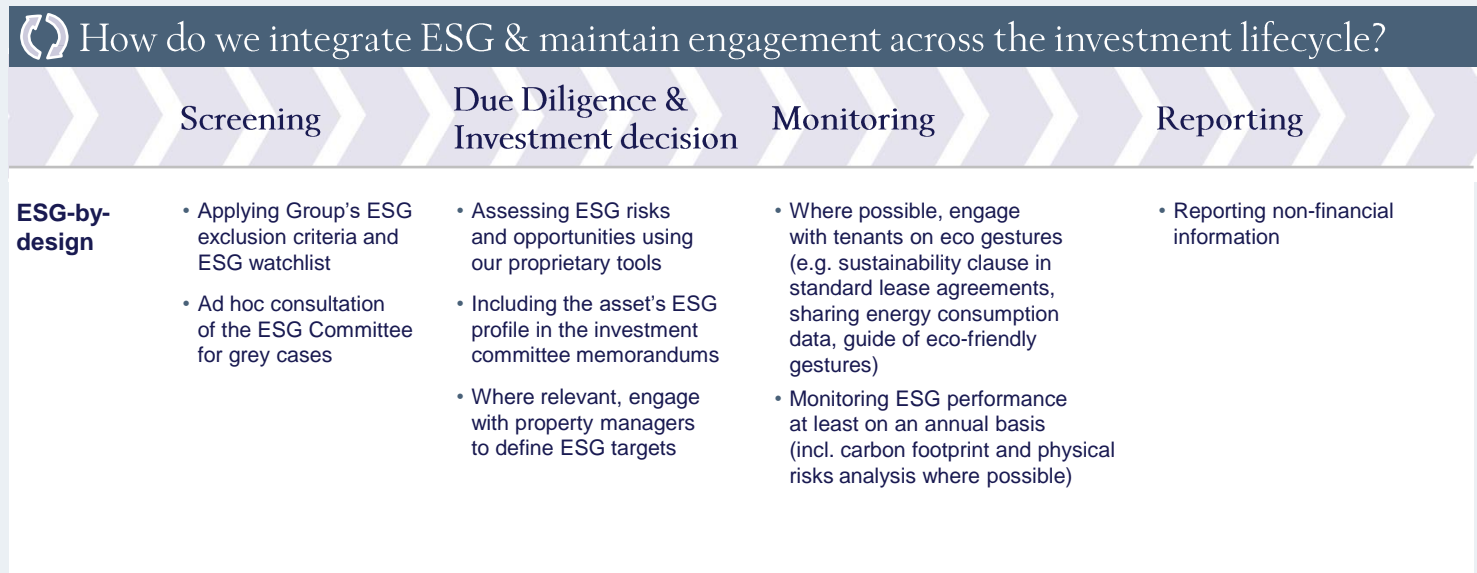 How do we integrate ESG & maintain engagement across the investment lifecycle?
Screening
Due Diligence &
Investment decision
Monitoring
Reporting
ESG-by-
design
• Applying Group's ESG
exclusion criteria and
ESG watchlist
• Ad hoc consultation
of the ESG Committee
for grey cases
• Assessing ESG risks
and opportunities using
our proprietary tools
• Including the asset's ESG
profile in the investment
committee memorandums
• Where relevant, engage
with property managers
to define ESG targets
• Where possible, engage
with tenants on eco gestures
(e.g. sustainability clause in
standard lease agreements,
sharing energy consumption
data, guide of eco-friendly
gestures)
• Monitoring ESG performance
at least on an annual basis
(incl. carbon footprint and physical
risks analysis where possible)
• Reporting non-financial
information